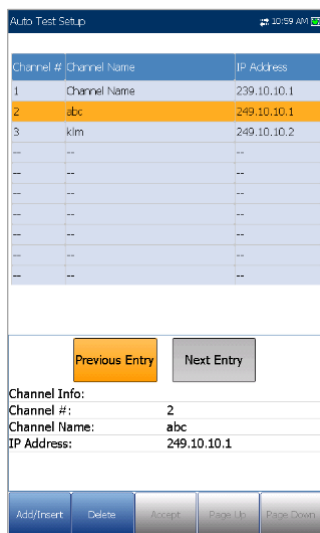 Auto Test Setup 10:59 AM
Channel # Channel Name IP Address
1 Channel Name 239.10.10.1
2 abc 249.10.10.1
3 klm 249.10.10.2
-- -- --
-- -- --
-- -- --
-- -- --
-- -- --
-- -- --
-- -- --
Previous Entry Next Entry
Channel Info:
Channel #: 2
Channel Name: abc
IP Address: 249.10.10.1
Add/Insert Delete Accept Page Up Page Down